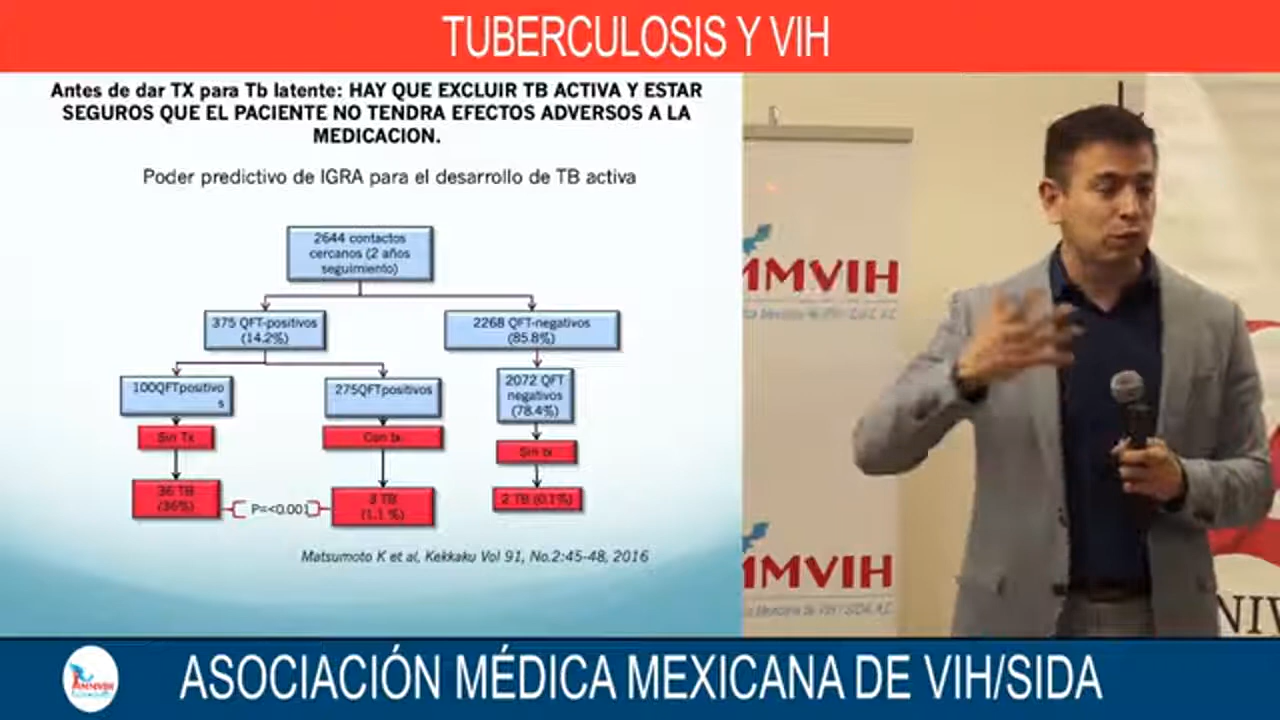 TUBERCULOSIS Y VIH
Antes de dar TX para Tb latente: HAY QUE EXCLUIR TB ACTIVA Y ESTAR
SEGUROS QUE EL PACIENTE NO TENDRA EFECTOS ADVERSOS A LA
MEDICACION.
Poder predictivo de IGRA para el desarrollo de TB activa
2644 contactos
cercanos (2 años
seguimiento)
375 QFT-positivos
(14.2%)
2268 QFT-negativos
(85.8%)
100QFTpositivo
s
275QFTpositivos
2072 QFT
negativos
(78.4%)
Sin Tx
Con tx
Sin tx
36 TB
(36%)
P=<0.001
3 TB
(1.1 %)
2 TB (0.1%)
Matsumoto K et al, Kekkaku Vol 91, No.2:45-48, 2016
MMVIH
MMVIH
NIV
AMMVIH
ASOCIACIÓN MÉDICA MEXICANA DE VIH/SIDA